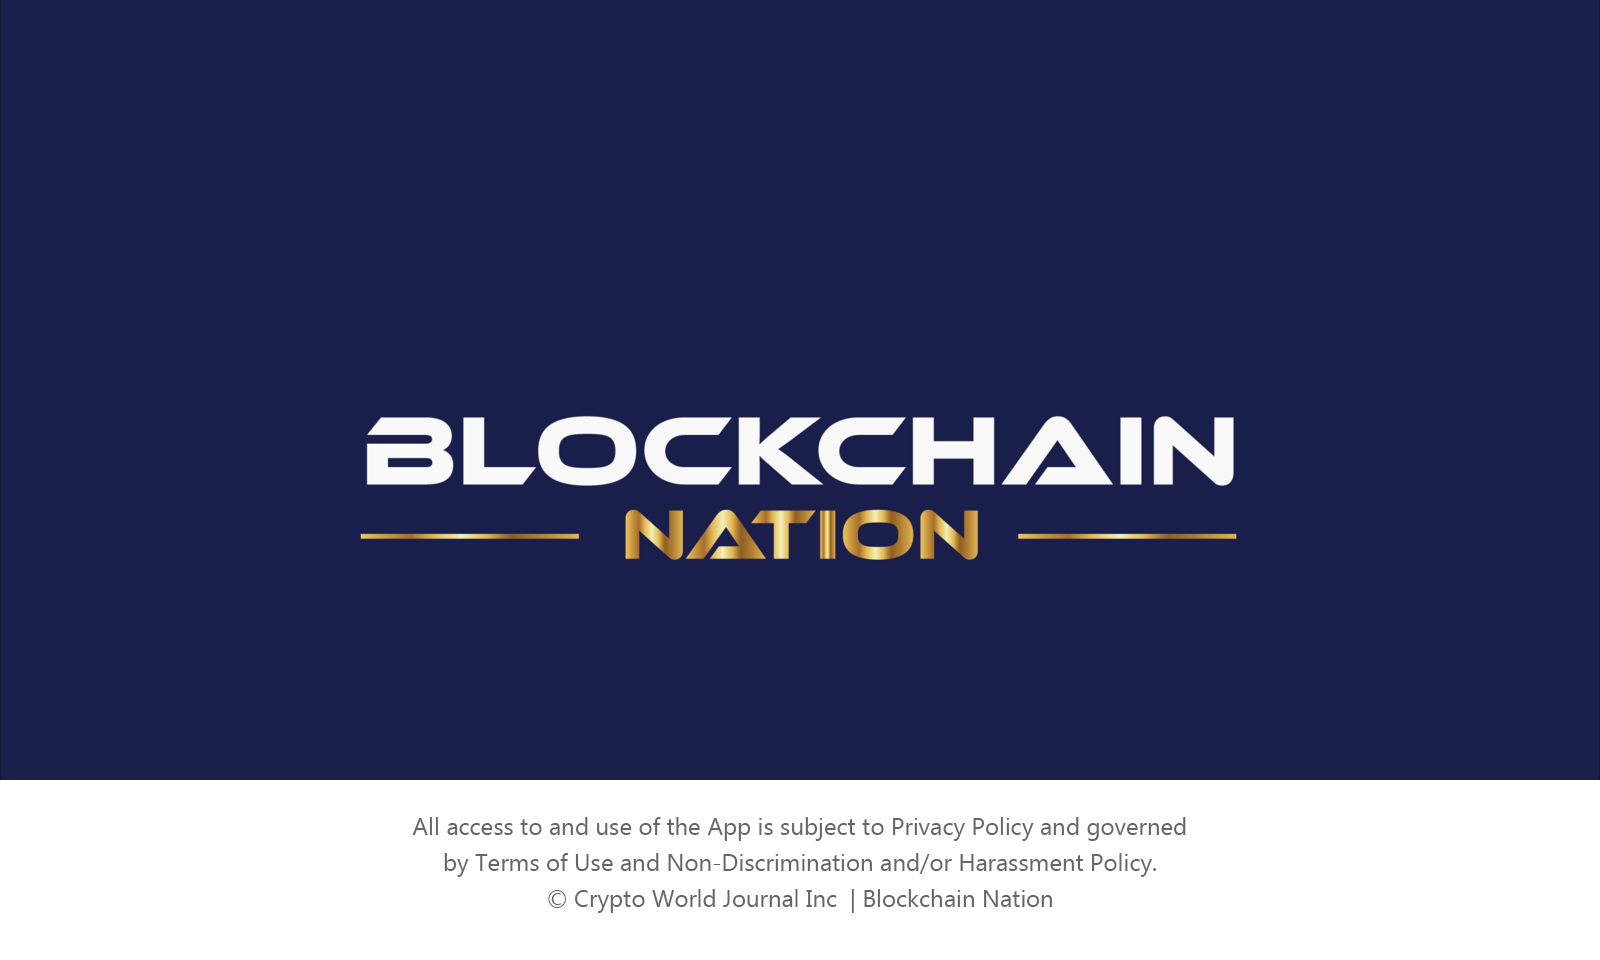 BLOCKCHAIN
NATION
All access to and use of the App is subject to Privacy Policy and governed
by Terms of Use and Non-Discrimination and/or Harassment Policy.
© Crypto World Journal Inc | Blockchain Nation